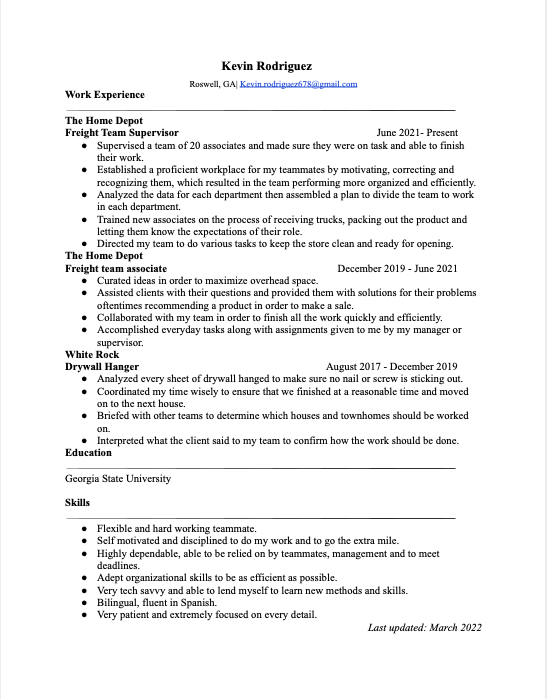 Kevin Rodriguez
Roswell, GA| Kevin.rodriguez678@gmail.com
Work Experience
The Home Depot
Freight Team Supervisor June 2021- Present
● Supervised a team of 20 associates and made sure they were on task and able to finish
their work.
● Established a proficient workplace for my teammates by motivating, correcting and
recognizing them, which resulted in the team performing more organized and efficiently.
● Analyzed the data for each department then assembled a plan to divide the team to work
in each department.
● Trained new associates on the process of receiving trucks, packing out the product and
letting them know the expectations of their role.
● Directed my team to do various tasks to keep the store clean and ready for opening.
The Home Depot
Freight team associate December 2019 - June 2021
● Curated ideas in order to maximize overhead space.
● Assisted clients with their questions and provided them with solutions for their problems
oftentimes recommending a product in order to make a sale.
● Collaborated with my team in order to finish all the work quickly and efficiently.
● Accomplished everyday tasks along with assignments given to me by my manager or
supervisor.
White Rock
Drywall Hanger August 2017 - December 2019
● Analyzed every sheet of drywall hanged to make sure no nail or screw is sticking out.
● Coordinated my time wisely to ensure that we finished at a reasonable time and moved
on to the next house.
● Briefed with other teams to determine which houses and townhomes should be worked
on.
● Interpreted what the client said to my team to confirm how the work should be done.
Education
Georgia State University
Skills
● Flexible and hard working teammate.
● Self motivated and disciplined to do my work and to go the extra mile.
● Highly dependable, able to be relied on by teammates, management and to meet
deadlines.
● Adept organizational skills to be as efficient as possible.
● Very tech savvy and able to lend myself to learn new methods and skills.
● Bilingual, fluent in Spanish.
● Very patient and extremely focused on every detail.
Last updated: March 2022